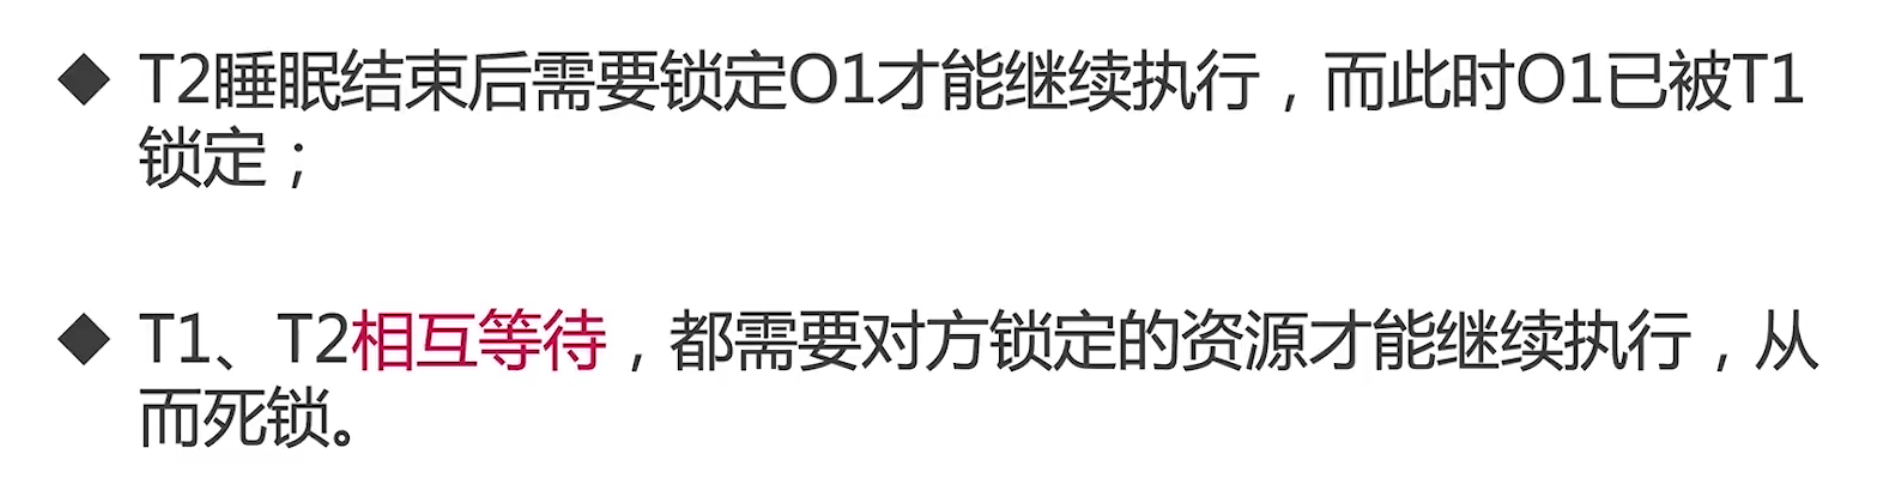 ◆ T2睡眠结束后需要锁定O1才能继续执行，而此时O1已被T1
锁定；
◆ T1、T2相互等待，都需要对方锁定的资源才能继续执行，从
而死锁。